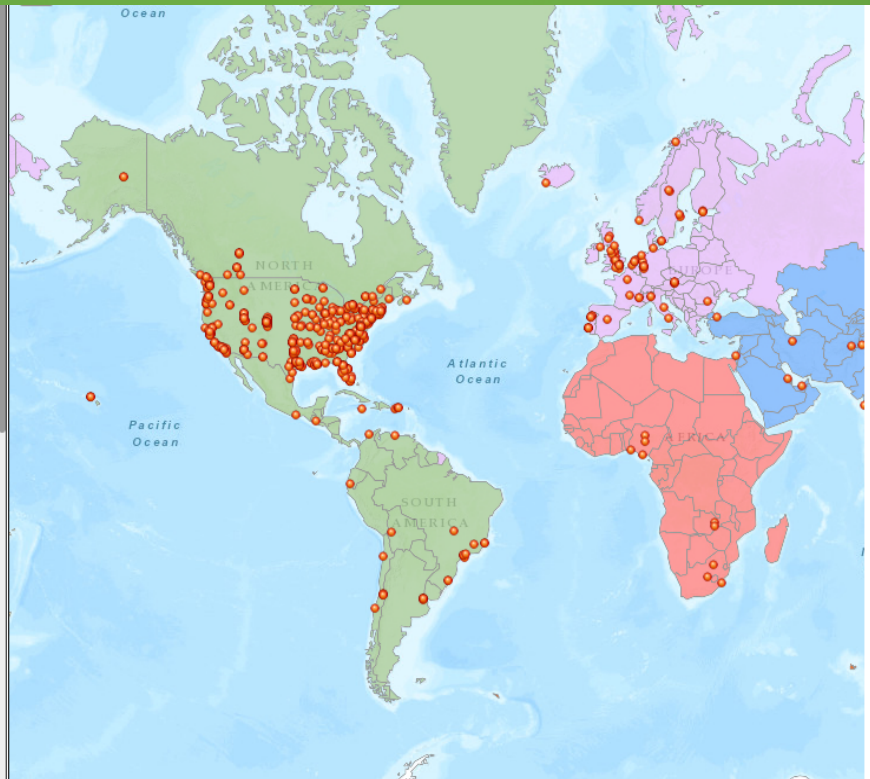 Ocean
NORTH
AMERICA
EUROPE
Atlantic
Ocean
Pacific
Ocean
AFRICA
SOUTH
AMERICA